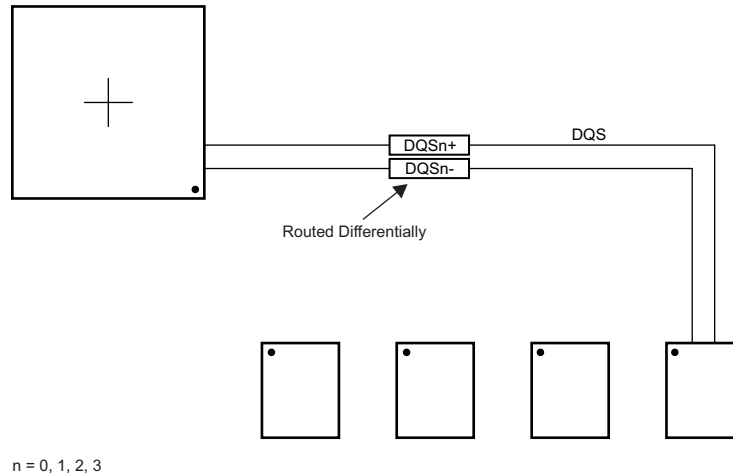 DQSn+
DQS
DQSn-
Routed Differentially
n = 0, 1, 2, 3